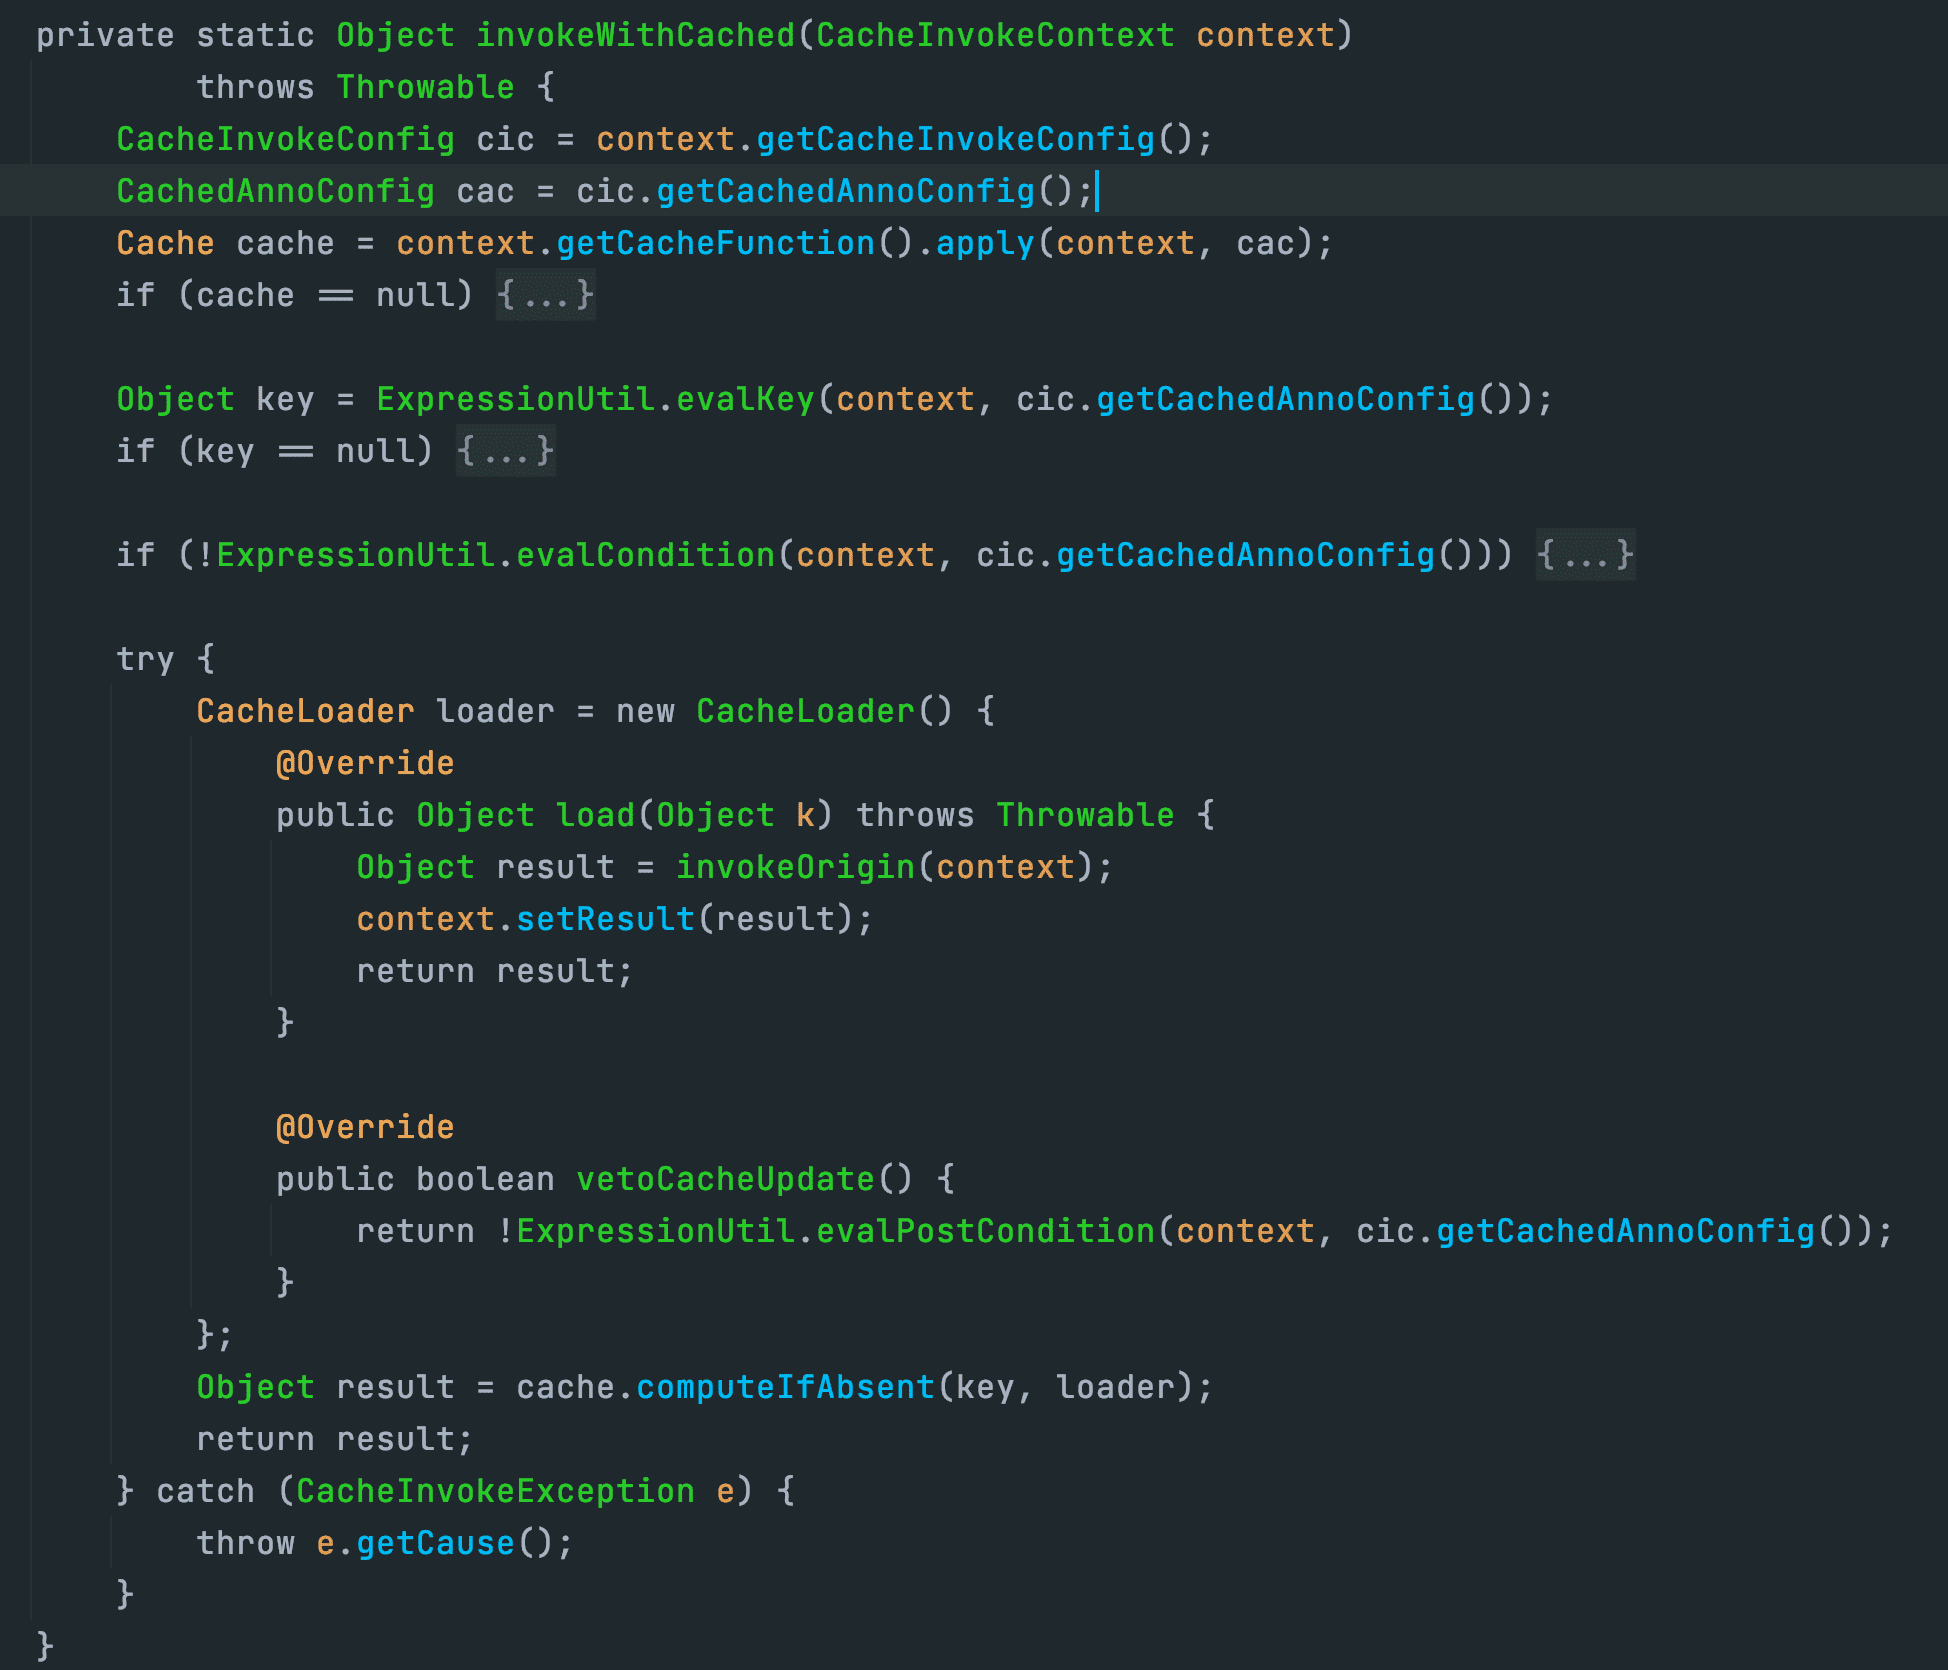 private static Object invokeWithCached(CacheInvokeContext context)
        throws Throwable {
    CacheInvokeConfig cic = context.getCacheInvokeConfig();
    CachedAnnoConfig cac = cic.getCachedAnnoConfig();
    Cache cache = context.getCacheFunction().apply(context, cac);
    if (cache == null) {...}
    Object key = ExpressionUtil.evalKey(context, cic.getCachedAnnoConfig());
    if (key == null) {...}
    if (!ExpressionUtil.evalCondition(context, cic.getCachedAnnoConfig())) {...}
    try {
        CacheLoader loader = new CacheLoader() {
            @Override
            public Object load(Object k) throws Throwable {
                Object result = invokeOrigin(context);
                context.setResult(result);
                return result;
            }
            @Override
            public boolean vetoCacheUpdate() {
                return !ExpressionUtil.evalPostCondition(context, cic.getCachedAnnoConfig());
            }
        };
        Object result = cache.computeIfAbsent(key, loader);
        return result;
    } catch (CacheInvokeException e) {
        throw e.getCause();
    }
}